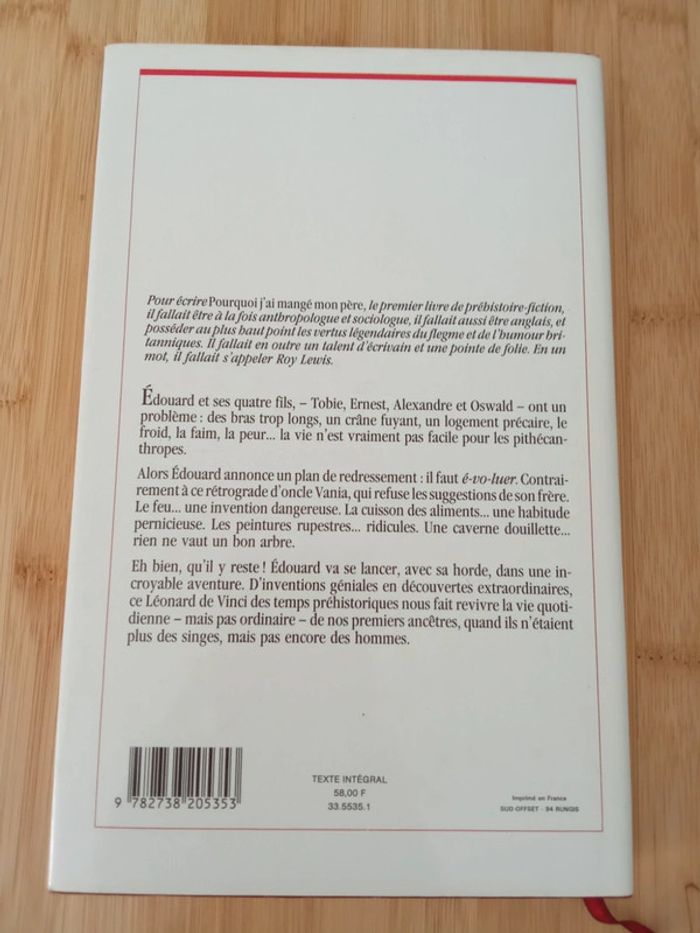 Pour écrire Pourquoi j'ai mangé mon père, le premier livre de préhistoire-fiction,
il fallait être à la fois anthropologue et sociologue, il fallait aussi être anglais, et
posséder au plus haut point les vertus légendaires du flegme et de l'humour bri-
tanniques. Il fallait en outre un talent d'écrivain et une pointe de folie. En un
mot, il fallait s'appeler Roy Lewis.
Édouard et ses quatre fils, – Tobie, Ernest, Alexandre et Oswald – ont un
problème : des bras trop longs, un crâne fuyant, un logement précaire, le
froid, la faim, la peur... la vie n'est vraiment pas facile pour les pithécan-
thropes.
Alors Édouard annonce un plan de redressement : il faut é-vo-luer. Contrai-
rement à ce rétrograde d'oncle Vania, qui refuse les suggestions de son frère.
Le feu... une invention dangereuse. La cuisson des aliments... une habitude
pernicieuse. Les peintures rupestres... ridicules. Une caverne douillette...
rien ne vaut un bon arbre.
Eh bien, qu'il y reste ! Édouard va se lancer, avec sa horde, dans une in-
croyable aventure. D'inventions géniales en découvertes extraordinaires,
ce Léonard de Vinci des temps préhistoriques nous fait revivre la vie quoti-
dienne – mais pas ordinaire – de nos premiers ancêtres, quand ils n'étaient
plus des singes, mais pas encore des hommes.
9 782738 205353
TEXTE INTÉGRAL
58,00 F
33.5535.1
Imprimé en France
SUD-OFFSET - 94 RUNGIS